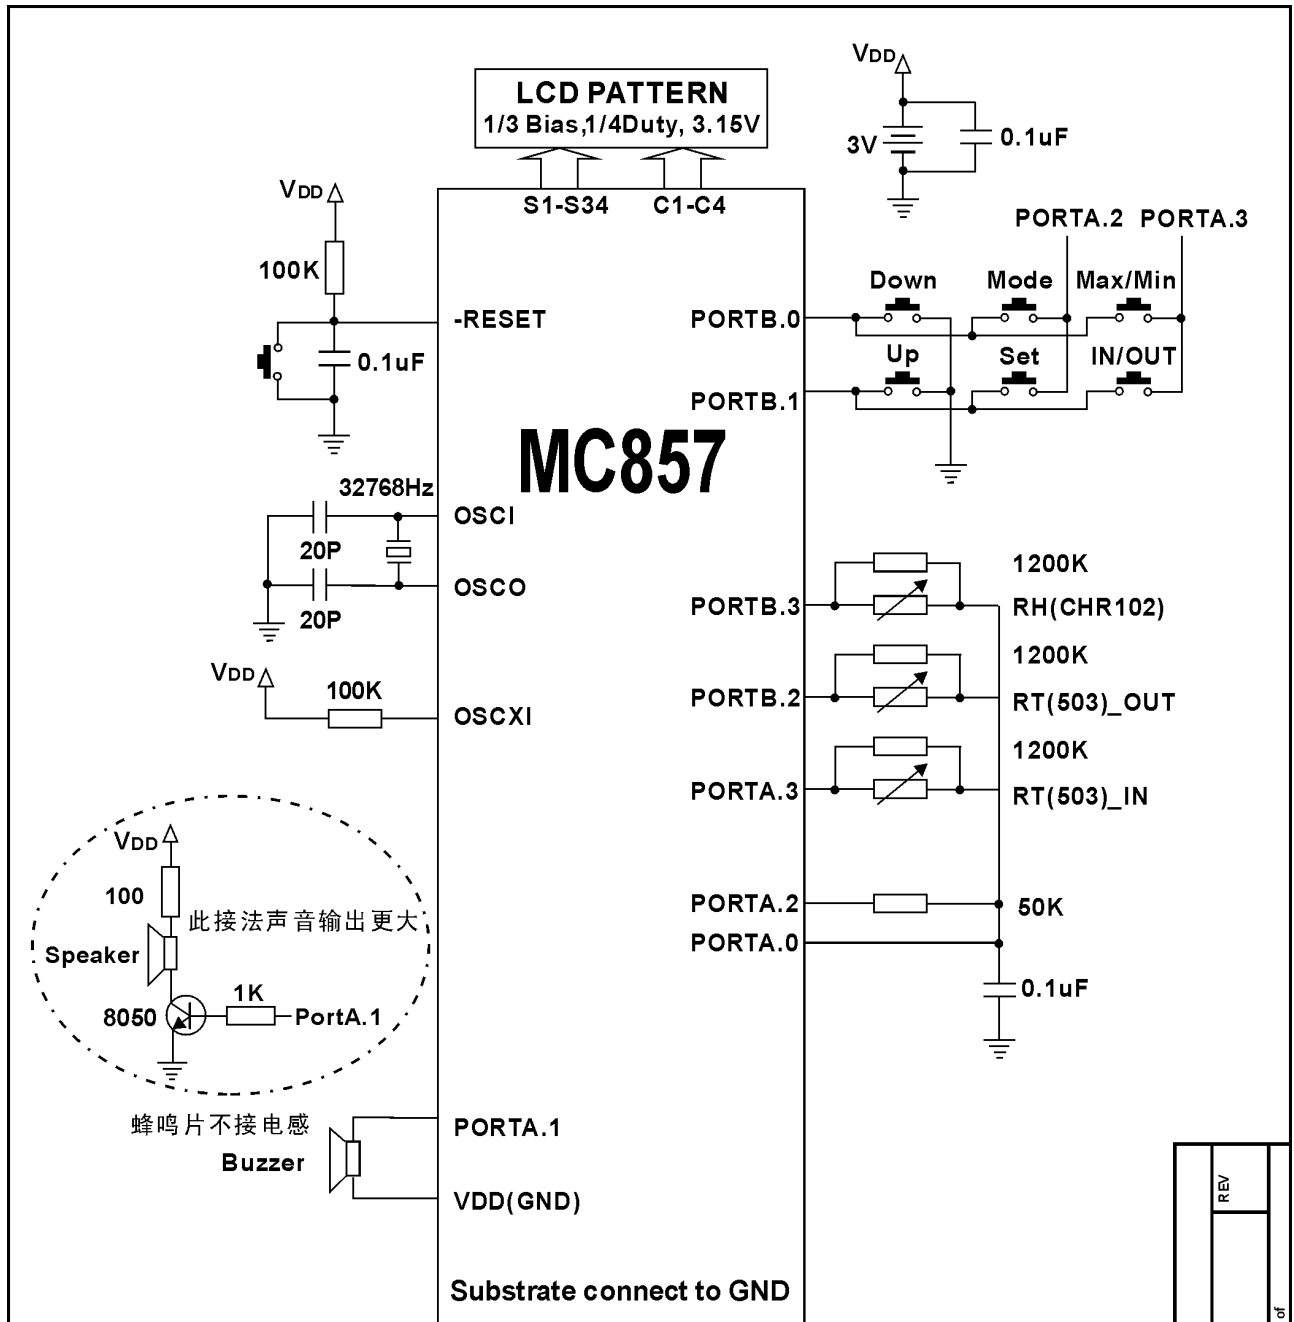 LCD PATTERN
1/3 Bias,1/4Duty, 3.15V
VDD
3V
0.1uF
S1-S34
C1-C4
VDD
100K
-RESET
0.1uF
PORTA.2
PORTA.3
Down
Mode
Max/Min
PORTB.0
Up
Set
IN/OUT
PORTB.1
MC857
32768Hz
OSCI
20P
OSCO
20P
VDD
100K
OSCXI
1200K
PORTB.3
RH(CHR102)
1200K
PORTB.2
RT(503)_OUT
1200K
PORTA.3
RT(503)_IN
PORTA.2
50K
PORTA.0
0.1uF
VDD
100
此接法声音输出更大
Speaker
1K
8050
PortA.1
蜂鸣片不接电感
PORTA.1
Buzzer
VDD(GND)
Substrate connect to GND
REV
of